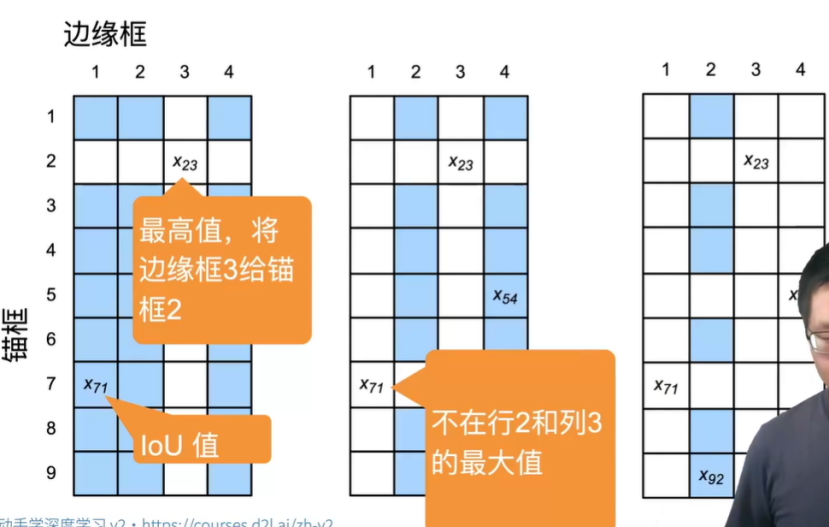 边缘框
1 2 3 4 1 2 3 4 1 2 3 4
1
2 x23 x23 x23
最高值，将
边缘框3给锚
框2
3
4
5 x54 x
6
锚框
7 x71 x71 x71
不在行2和列3
的最大值
IoU 值
8
9 x92
动手学深度学习 v2 · https://courses.d2l.ai/zh-v2